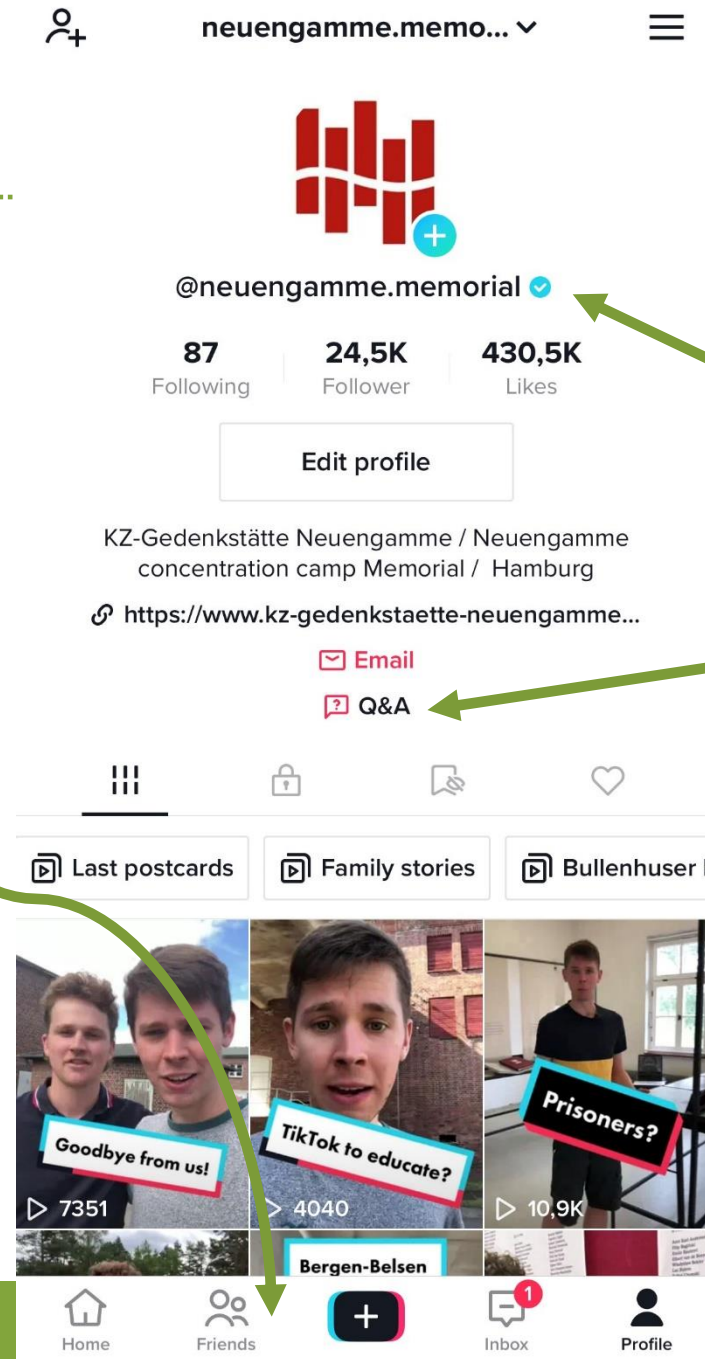 neuengamme.memo...
@neuengamme.memorial
87 24,5K 430,5K
Following Follower Likes
Edit profile
KZ-Gedenkstätte Neuengamme / Neuengamme
concentration camp Memorial / Hamburg
https://www.kz-gedenkstaette-neuengamme...
Email
Q&A
Last postcards Family stories Bullenhuser
Goodbye from us!
7351
TikTok to educate?
4040
Prisoners?
10,9K
Bergen-Belsen
1
Home Friends Inbox Profile